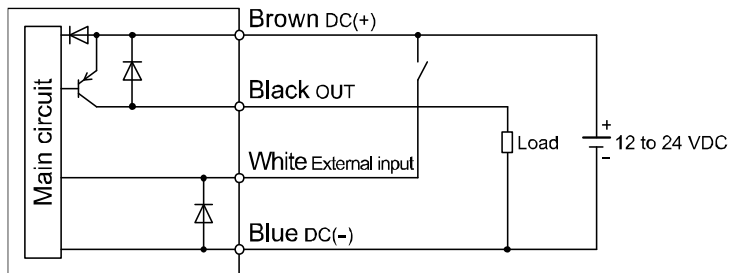 Brown DC(+)
Main circuit
Black OUT
+
Load
12 to 24 VDC
-
White External input
Blue DC(-)